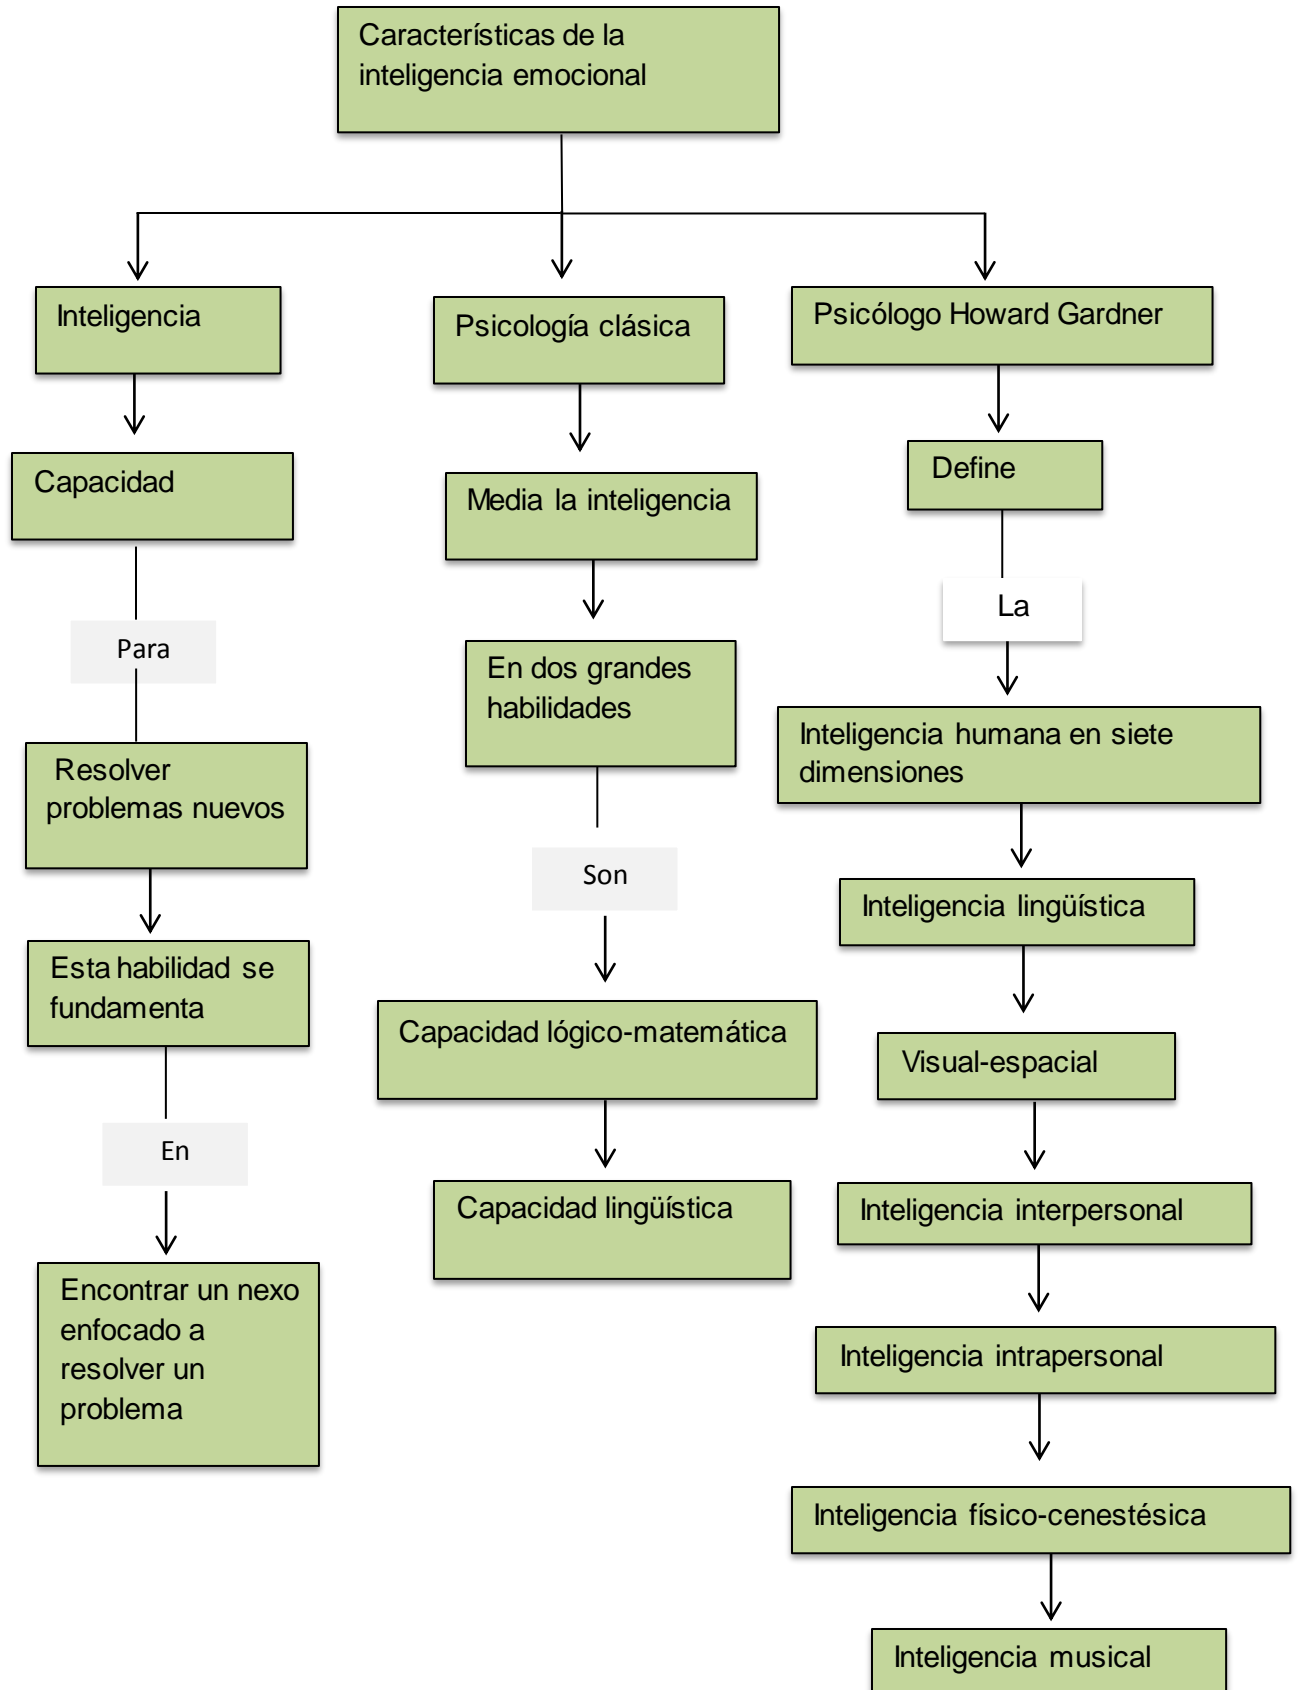 Características de la
inteligencia emocional
Inteligencia
Capacidad
Para
Resolver
problemas nuevos
Esta habilidad se
fundamenta
En
Encontrar un nexo
enfocado a
resolver un
problema
Psicología clásica
Media la inteligencia
En dos grandes
habilidades
Son
Capacidad lógico-matemática
Capacidad lingüística
Psicólogo Howard Gardner
Define
La
Inteligencia humana en siete
dimensiones
Inteligencia lingüística
Visual-espacial
Inteligencia interpersonal
Inteligencia intrapersonal
Inteligencia físico-cenestésica
Inteligencia musical